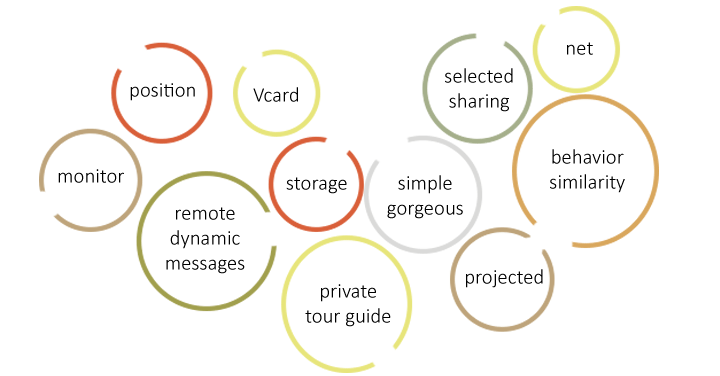 net
selected
sharing
position
Vcard
behavior
similarity
monitor
storage
simple
gorgeous
remote
dynamic
messages
projected
private
tour guide